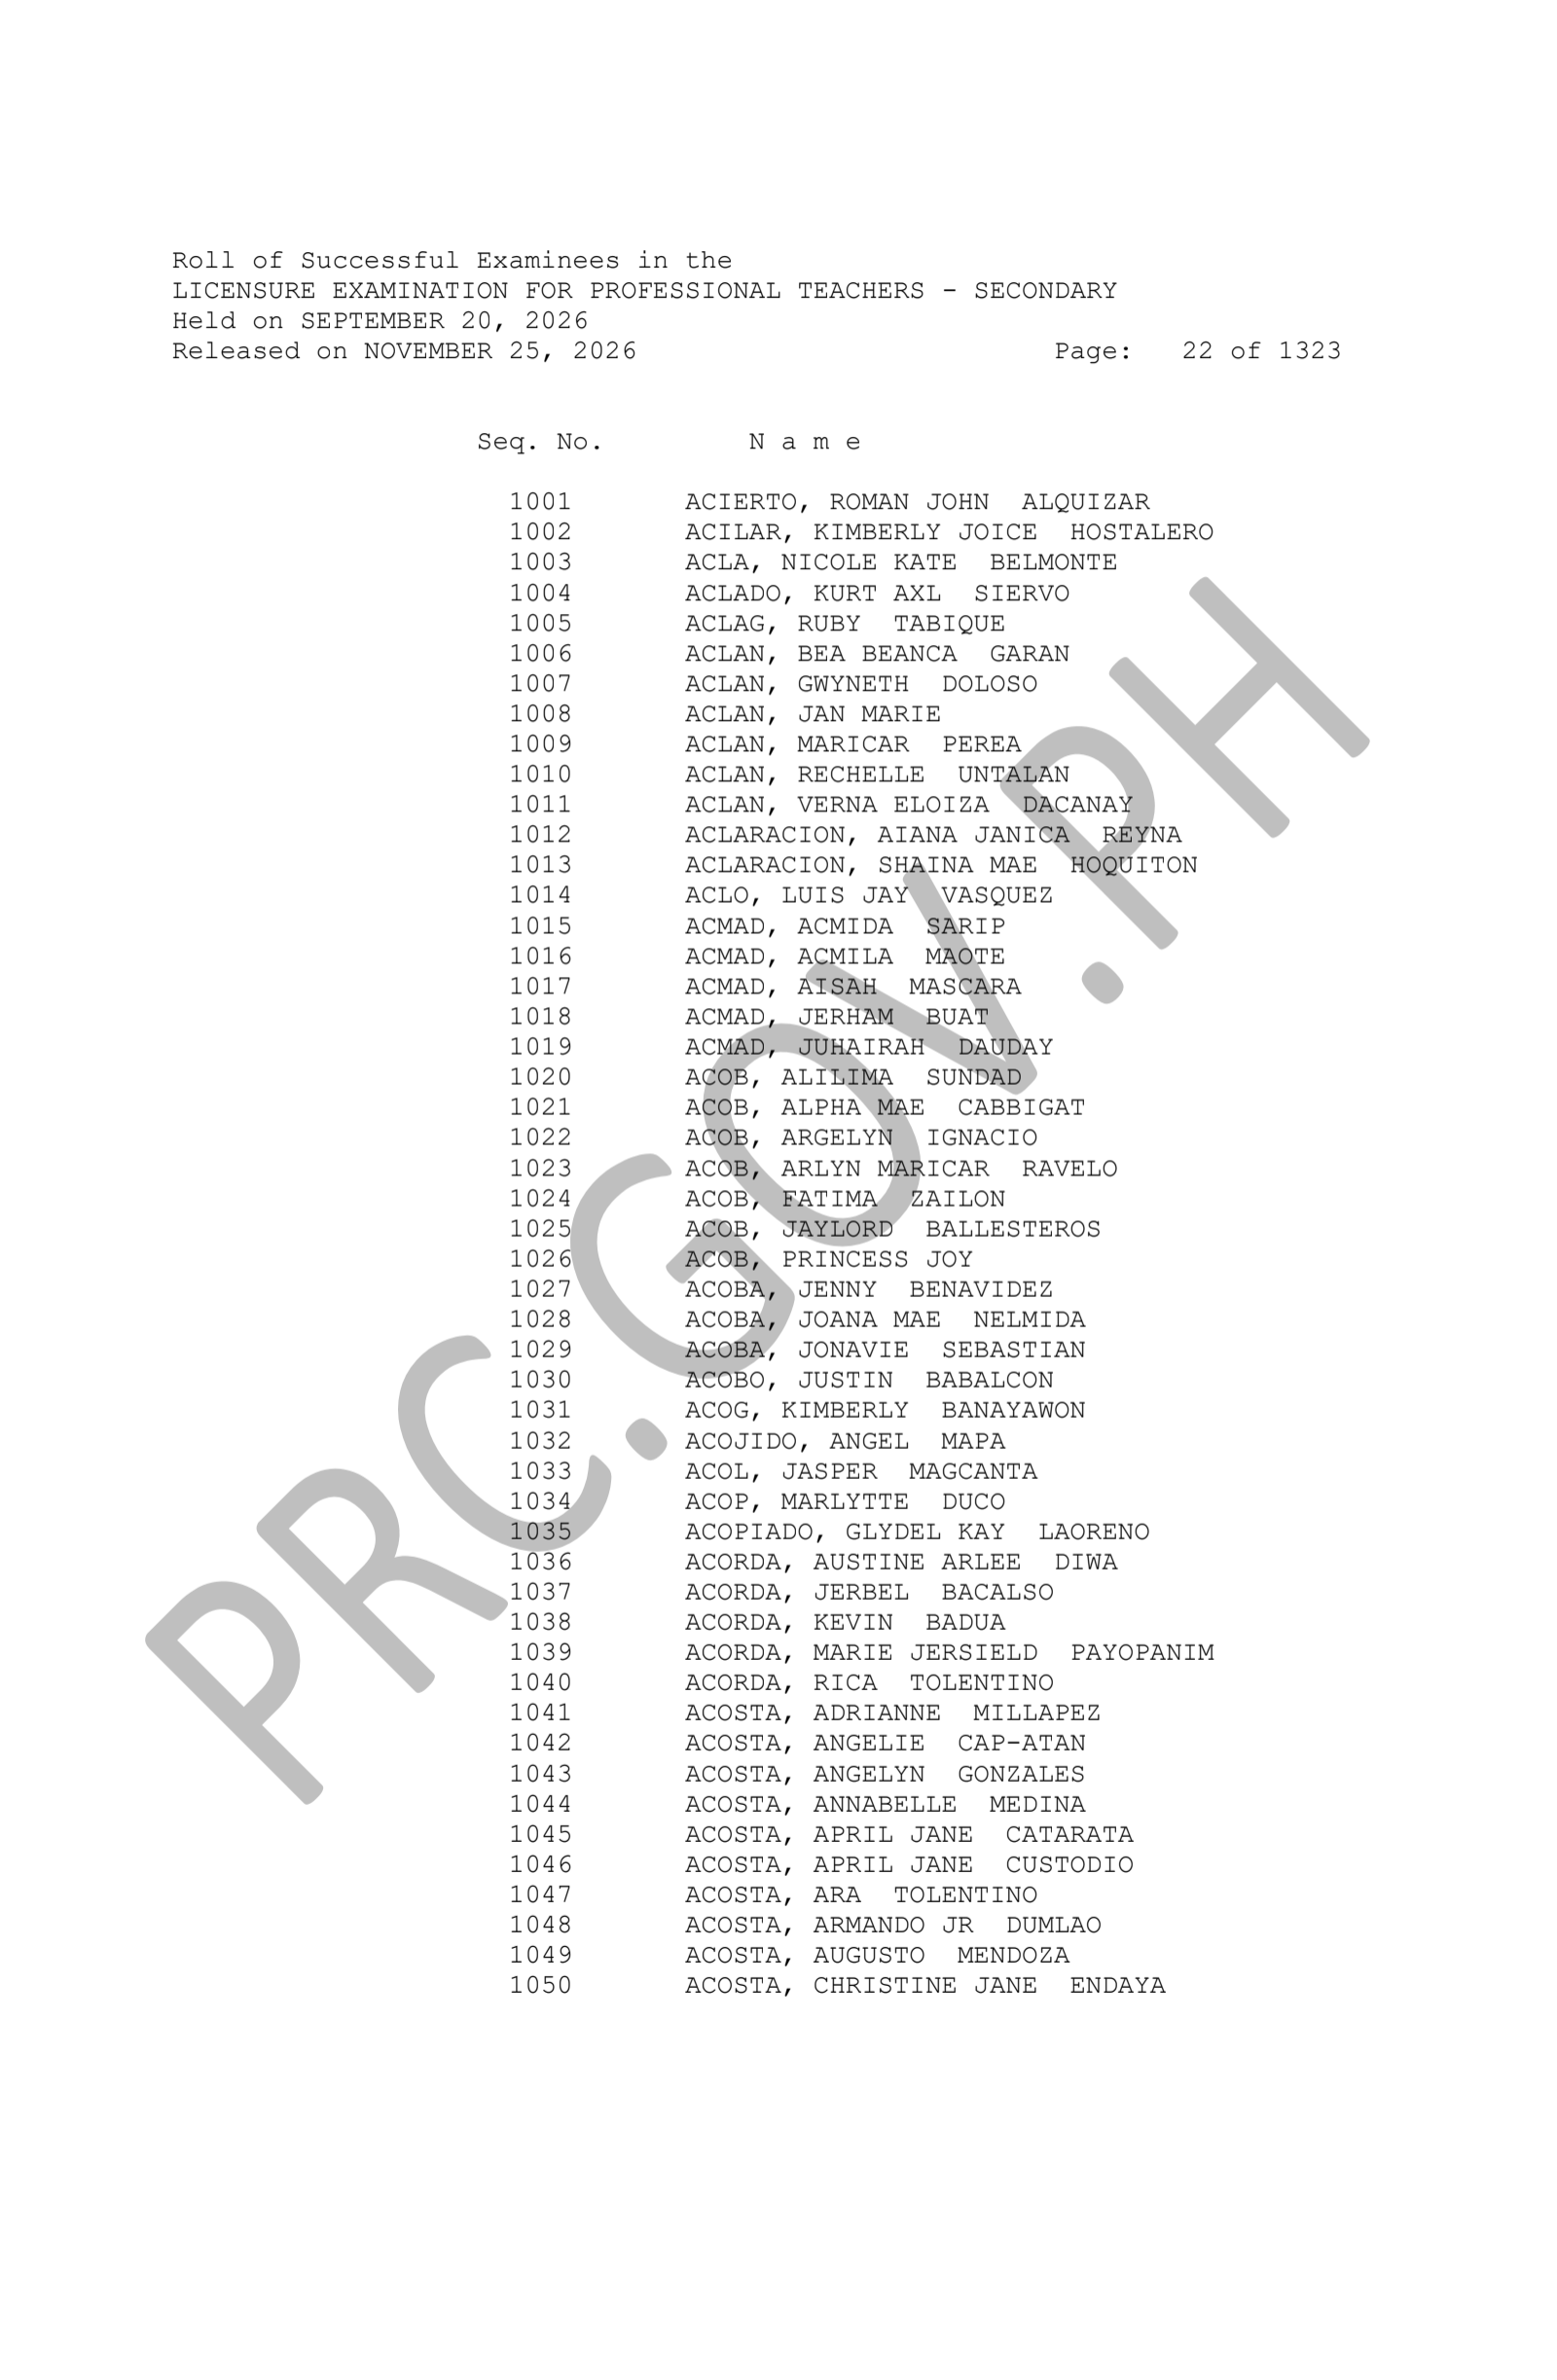 Roll of Successful Examinees in the
LICENSURE EXAMINATION FOR PROFESSIONAL TEACHERS - SECONDARY
Held on SEPTEMBER 20, 2026
Released on NOVEMBER 25, 2026 Page: 22 of 1323
Seq. No. N a m e
1001 ACIERTO, ROMAN JOHN ALQUIZAR
1002 ACILAR, KIMBERLY JOICE HOSTALERO
1003 ACLA, NICOLE KATE BELMONTE
1004 ACLADO, KURT AXL SIERVO
1005 ACLAG, RUBY TABIQUE
1006 ACLAN, BEA BEANCA GARAN
1007 ACLAN, GWYNETH DOLOSO
1008 ACLAN, JAN MARIE
1009 ACLAN, MARICAR PEREA
1010 ACLAN, RECHELLE UNTALAN
1011 ACLAN, VERNA ELOIZA DACANAY
1012 ACLARACION, AIANA JANICA REYNA
1013 ACLARACION, SHAINA MAE HOQUITON
1014 ACLO, LUIS JAY VASQUEZ
1015 ACMAD, ACMIDA SARIP
1016 ACMAD, ACMILA MAOTE
1017 ACMAD, AISAH MASCARA
1018 ACMAD, JERHAM BUAT
1019 ACMAD, JUHAIRAH DAUDAY
1020 ACOB, ALILIMA SUNDAD
1021 ACOB, ALPHA MAE CABBIGAT
1022 ACOB, ARGELYN IGNACIO
1023 ACOB, ARLYN MARICAR RAVELO
1024 ACOB, FATIMA ZAILON
1025 ACOB, JAYLORD BALLESTEROS
1026 ACOB, PRINCESS JOY
1027 ACOBA, JENNY BENAVIDEZ
1028 ACOBA, JOANA MAE NELMIDA
1029 ACOBA, JONAVIE SEBASTIAN
1030 ACOBO, JUSTIN BABALCON
1031 ACOG, KIMBERLY BANAYAWON
1032 ACOJIDO, ANGEL MAPA
1033 ACOL, JASPER MAGCANTA
1034 ACOP, MARLYTTE DUCO
1035 ACOPIADO, GLYDEL KAY LAORENO
1036 ACORDA, AUSTINE ARLEE DIWA
1037 ACORDA, JERBEL BACALSO
1038 ACORDA, KEVIN BADUA
1039 ACORDA, MARIE JERSIELD PAYOPANIM
1040 ACORDA, RICA TOLENTINO
1041 ACOSTA, ADRIANNE MILLAPEZ
1042 ACOSTA, ANGELIE CAP-ATAN
1043 ACOSTA, ANGELYN GONZALES
1044 ACOSTA, ANNABELLE MEDINA
1045 ACOSTA, APRIL JANE CATARATA
1046 ACOSTA, APRIL JANE CUSTODIO
1047 ACOSTA, ARA TOLENTINO
1048 ACOSTA, ARMANDO JR DUMLAO
1049 ACOSTA, AUGUSTO MENDOZA
1050 ACOSTA, CHRISTINE JANE ENDAYA
PRC.GOV.PH